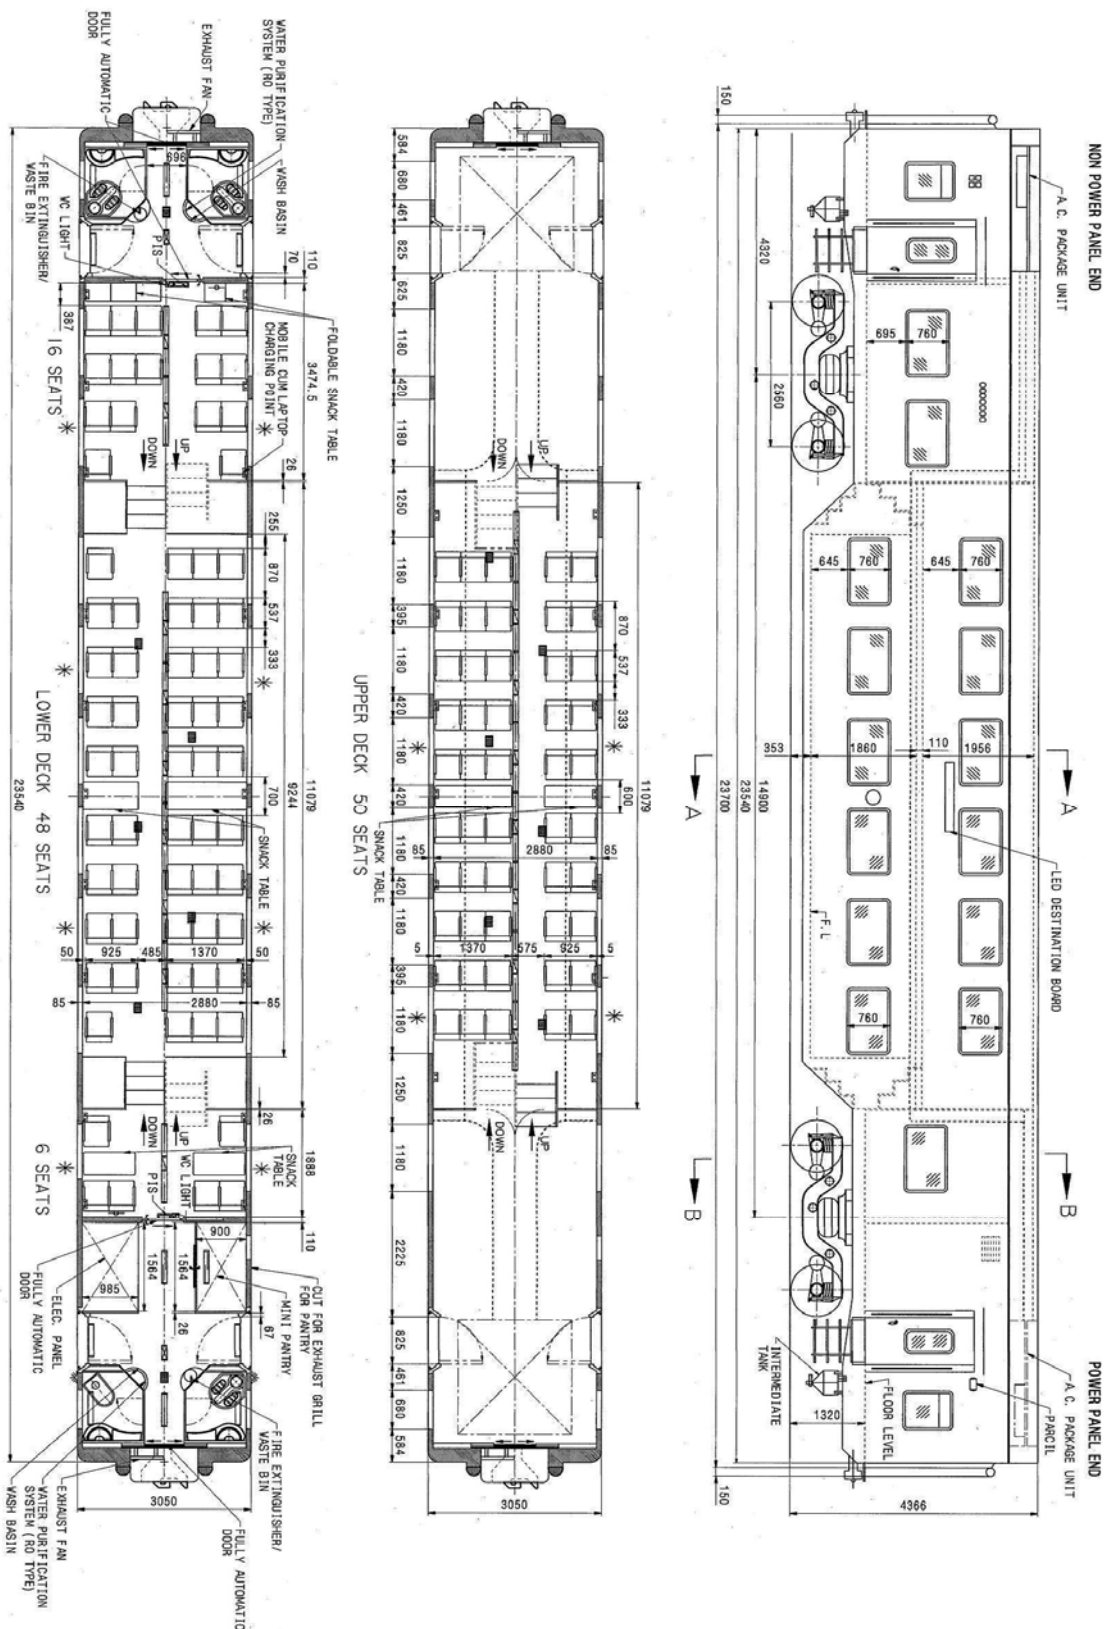 NON POWER PANEL END
POWER PANEL END
A.C. PACKAGE UNIT
A.C. PACKAGE UNIT
PARCIL
LED DESTINATION BOARD
F.L
INTERMEDIATE
TANK
FLOOR LEVEL
A
A
B
B
150
4320
2560
695
760
645
760
645
760
353
1860
110
1956
14900
23540
23700
760
760
1320
150
4366
UPPER DECK 50 SEATS
584
680
461
825
625
1180
420
1180
1250
1180
395
1180
420
1180
420
1180
420
1180
395
1180
1250
1180
2225
825
461
680
584
DOWN
UP
870
537
333
11079
600
SNACK TABLE
85
2880
85
5
1370
575
925
5
DOWN
UP
3050
FULLY AUTOMATIC
DOOR
EXHAUST FAN
WATER PURIFICATION
SYSTEM (RO TYPE)
WASH BASIN
696
FIRE EXTINGUISHER/
WASTE BIN
WC LIGHT
PIS
70
110
387
16 SEATS
FOLDABLE SNACK TABLE
3474.5
MOBILE CUM LAPTOP
CHARGING POINT
DOWN
UP
26
255
870
537
333
LOWER DECK 48 SEATS
23540
700
9244
11079
SNACK TABLE
50
925
485
1370
50
85
2880
85
26
DOWN
UP
6 SEATS
WC LIGHT
PIS
SNACK
TABLE
1888
110
900
1564
1564
985
26
67
FULLY AUTOMATIC
DOOR
ELEC. PANEL
MINI PANTRY
CUT FOR EXHAUST GRILL
FOR PANTRY
FIRE EXTINGUISHER/
WASTE BIN
FULLY AUTOMATIC
DOOR
EXHAUST FAN
WATER PURIFICATION
SYSTEM (RO TYPE)
WASH BASIN
3050